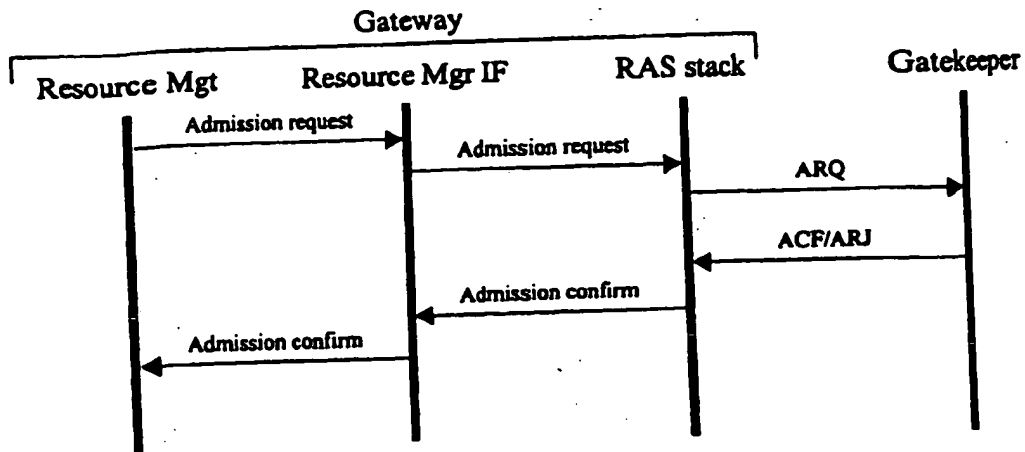 Gateway
Resource Mgt
Resource Mgr IF
RAS stack
Gatekeeper
Admission request
Admission request
ARQ
ACF/ARJ
Admission confirm
Admission confirm